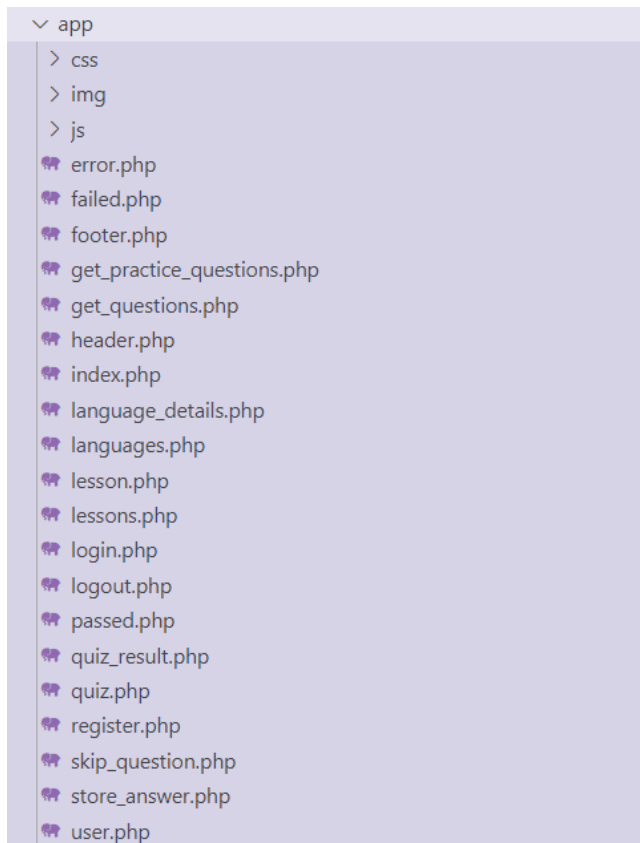 app
css
img
js
error.php
failed.php
footer.php
get_practice_questions.php
get_questions.php
header.php
index.php
language_details.php
languages.php
lesson.php
lessons.php
login.php
logout.php
passed.php
quiz_result.php
quiz.php
register.php
skip_question.php
store_answer.php
user.php